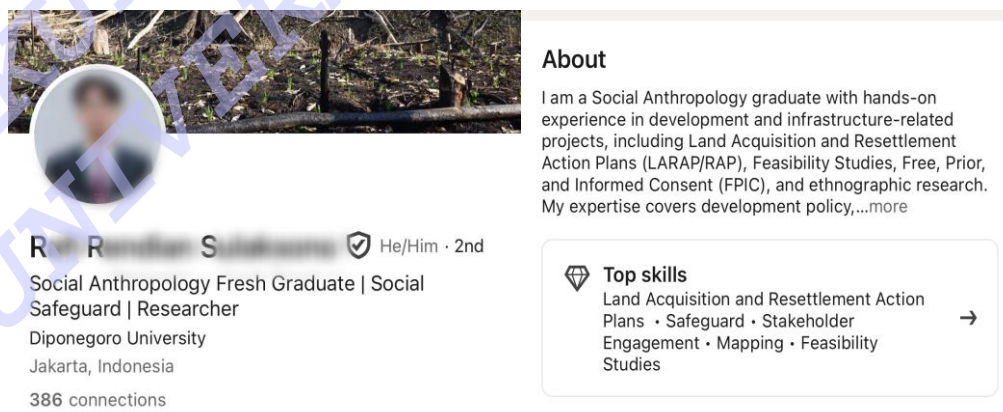 He/Him · 2nd
Social Anthropology Fresh Graduate | Social
Safeguard | Researcher
Diponegoro University
Jakarta, Indonesia
386 connections
About
I am a Social Anthropology graduate with hands-on
experience in development and infrastructure-related
projects, including Land Acquisition and Resettlement
Action Plans (LARAP/RAP), Feasibility Studies, Free, Prior,
and Informed Consent (FPIC), and ethnographic research.
My expertise covers development policy,...more
Top skills
Land Acquisition and Resettlement Action
Plans • Safeguard • Stakeholder
Engagement • Mapping • Feasibility
Studies